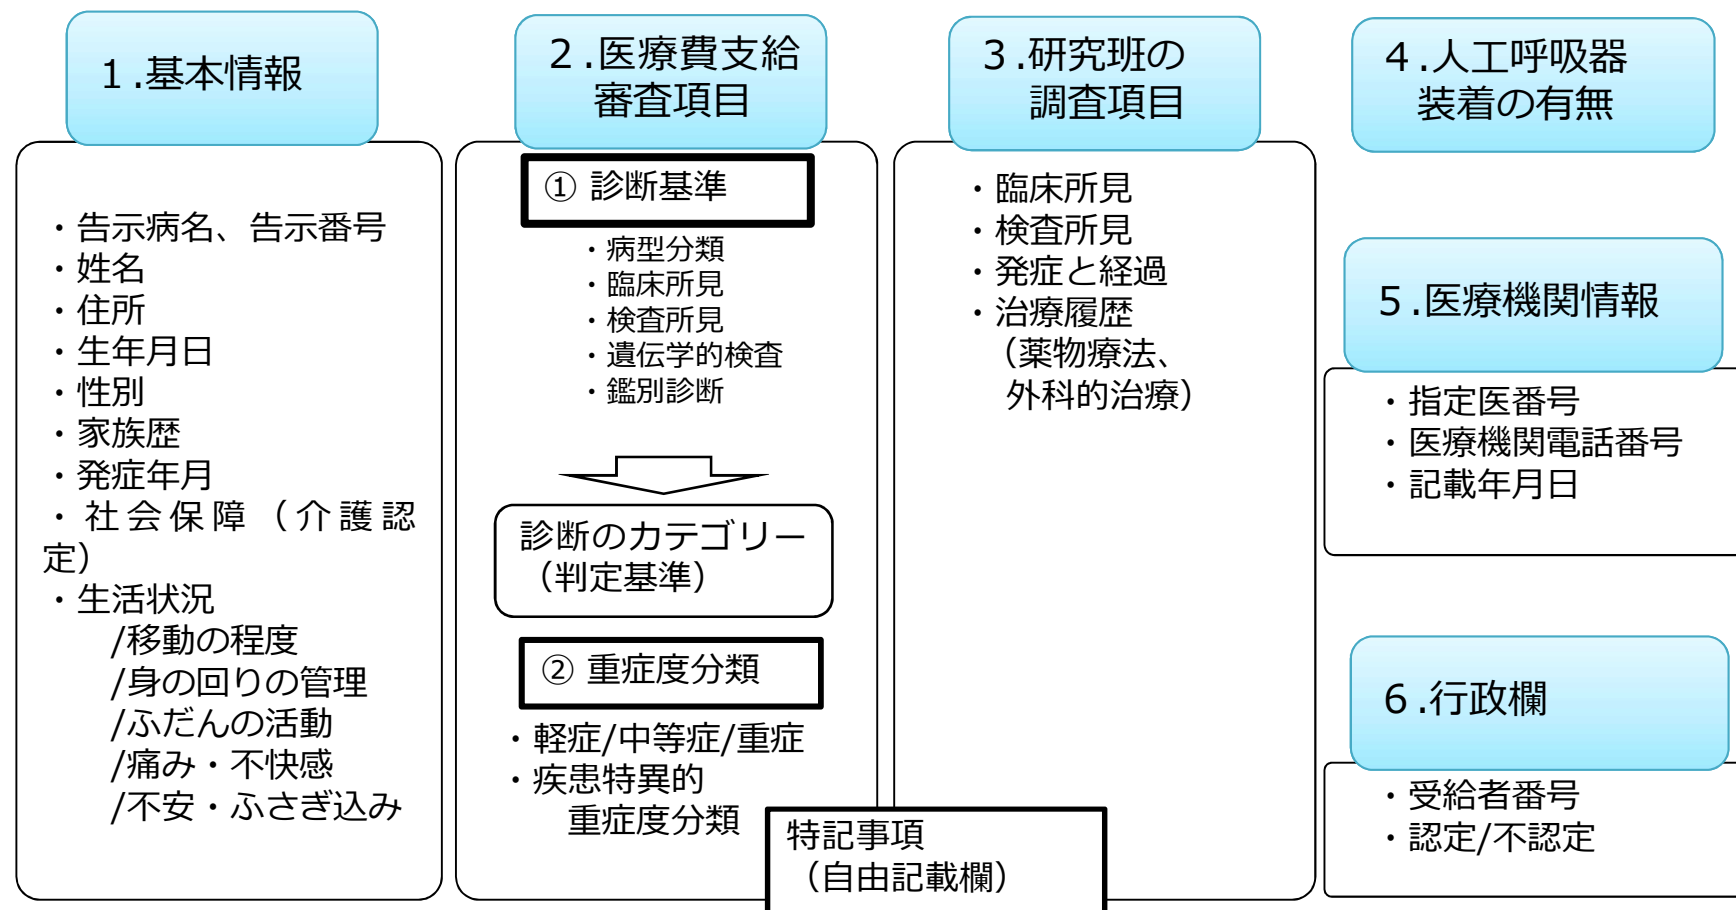 １.基本情報
・告示病名、告示番号
・姓名
・住所
・生年月日
・性別
・家族歴
・発症年月
・社会保障（介護認
定）
・生活状況
/移動の程度
/身の回りの管理
/ふだんの活動
/痛み・不快感
/不安・ふさぎ込み
２.医療費支給
審査項目
① 診断基準
・病型分類
・臨床所見
・検査所見
・遺伝学的検査
・鑑別診断
診断のカテゴリー
（判定基準）
② 重症度分類
・軽症/中等症/重症
・疾患特異的
重症度分類
３.研究班の
調査項目
・臨床所見
・検査所見
・発症と経過
・治療履歴
（薬物療法、
外科的治療）
特記事項
（自由記載欄）
４.人工呼吸器
装着の有無
５.医療機関情報
・指定医番号
・医療機関電話番号
・記載年月日
６.行政欄
・受給者番号
・認定/不認定